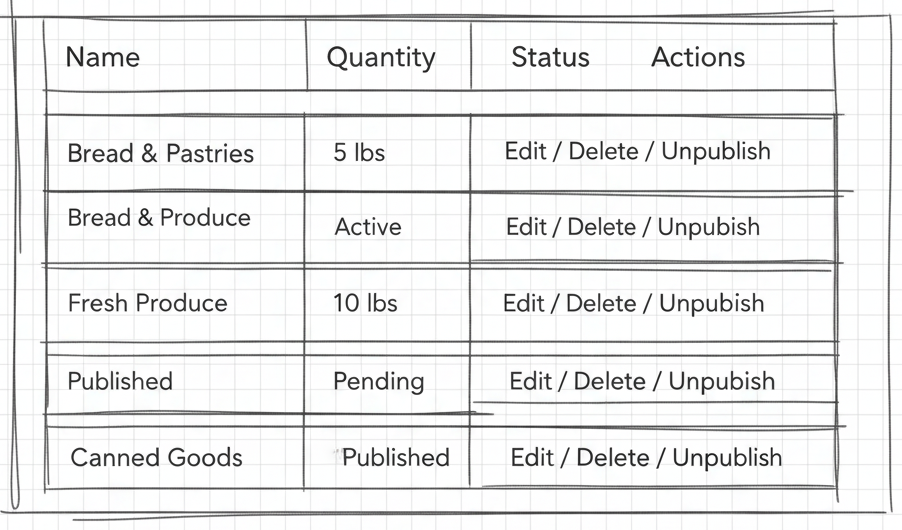 Name Quantity Status Actions
Bread & Pastries 5 lbs Edit / Delete / Unpublish
Bread & Produce Active Edit / Delete / Unpubish
Fresh Produce 10 lbs Edit / Delete / Unpubish
Published Pending Edit / Delete / Unpubish
Canned Goods Published Edit / Delete / Unpublish